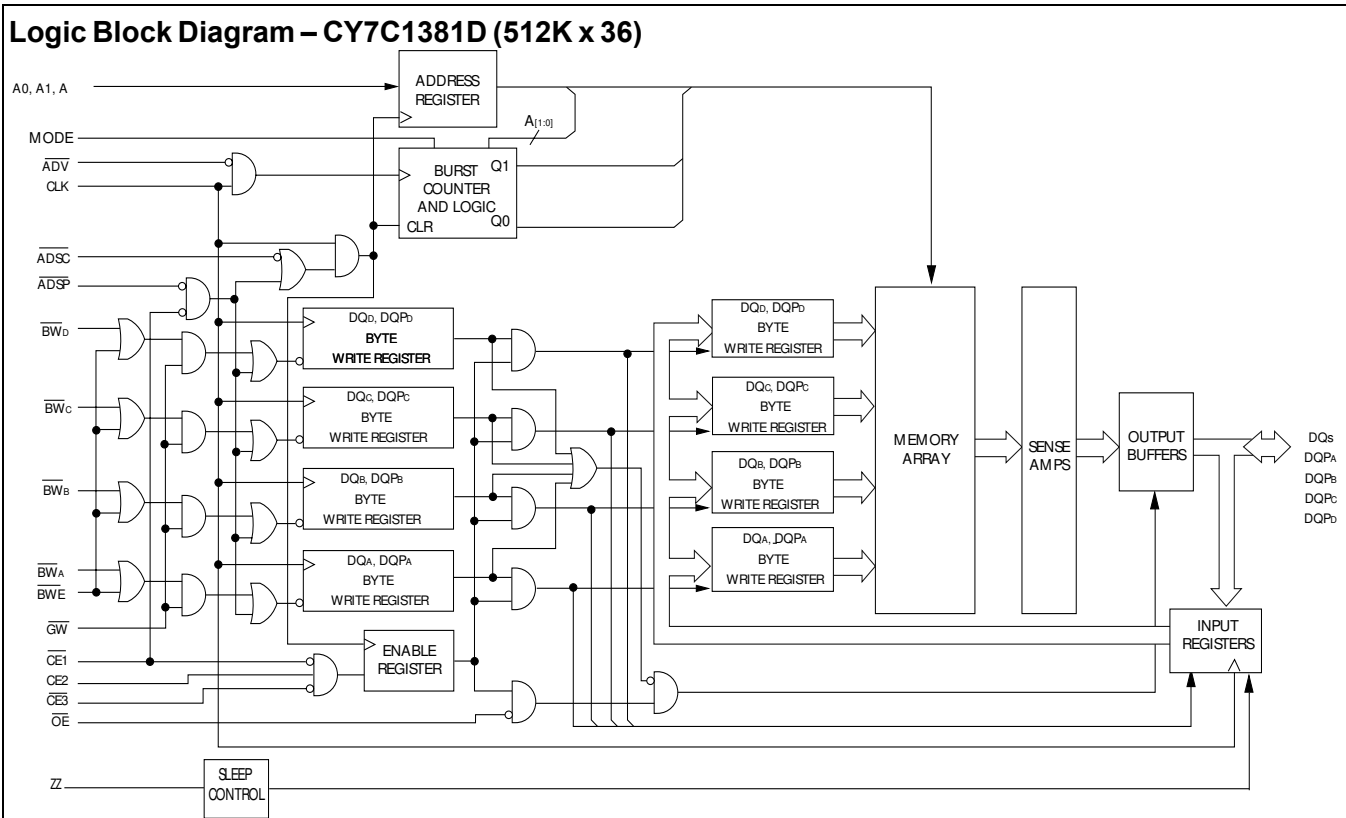 Logic Block Diagram – CY7C1381D (512K x 36)
A0, A1, A
ADDRESS
REGISTER
MODE
A[1:0]
ADV
CLK
BURST
COUNTER
AND LOGIC
Q1
Q0
CLR
ADSC
ADSP
BWD
DQD, DQPD
BYTE
WRITE REGISTER
DQD, DQPD
BYTE
WRITE REGISTER
BWC
DQC, DQPC
BYTE
WRITE REGISTER
DQC, DQPC
BYTE
WRITE REGISTER
BWB
DQB, DQPB
BYTE
WRITE REGISTER
DQB, DQPB
BYTE
WRITE REGISTER
BWA
BWE
DQA, DQPA
BYTE
WRITE REGISTER
DQA, DQPA
BYTE
WRITE REGISTER
MEMORY
ARRAY
SENSE
AMPS
OUTPUT
BUFFERS
DQs
DQPA
DQPB
DQPC
DQPD
GW
CE1
CE2
CE3
OE
ENABLE
REGISTER
INPUT
REGISTERS
ZZ
SLEEP
CONTROL